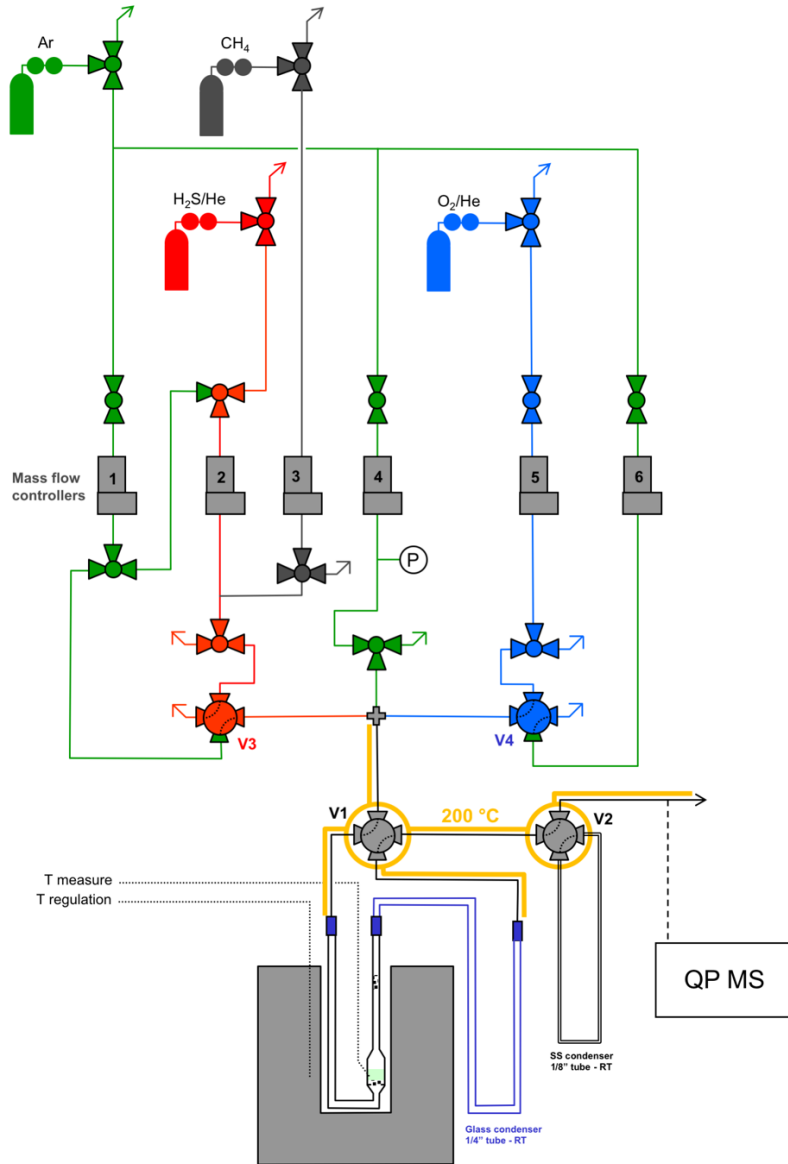 Ar
CH₄
H₂S/He
O₂/He
Mass flow
controllers
1
2
3
4
5
6
P
V3
V4
V1
200 °C
V2
T measure
T regulation
QP MS
SS condenser
1/8" tube - RT
Glass condenser
1/4" tube - RT